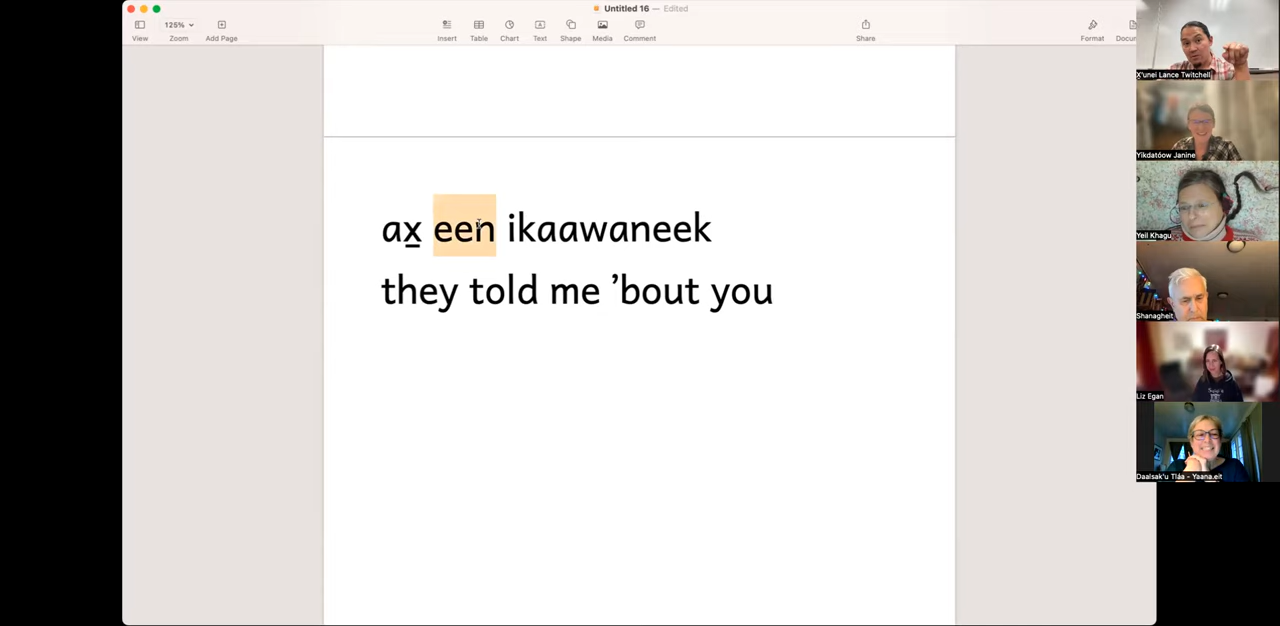 Untitled 16 — Edited
125%
View Zoom Add Page Insert Table Chart Text Shape Media Comment Share Format
ax̲ een ikaawaneek
they told me ’bout you
X̲'unei Lance Twitchell
Yikdatóow Janine
Yeil Khagu
Shanagheit
Liz Egan
Daalsak'u Tláa - Yaana.eit